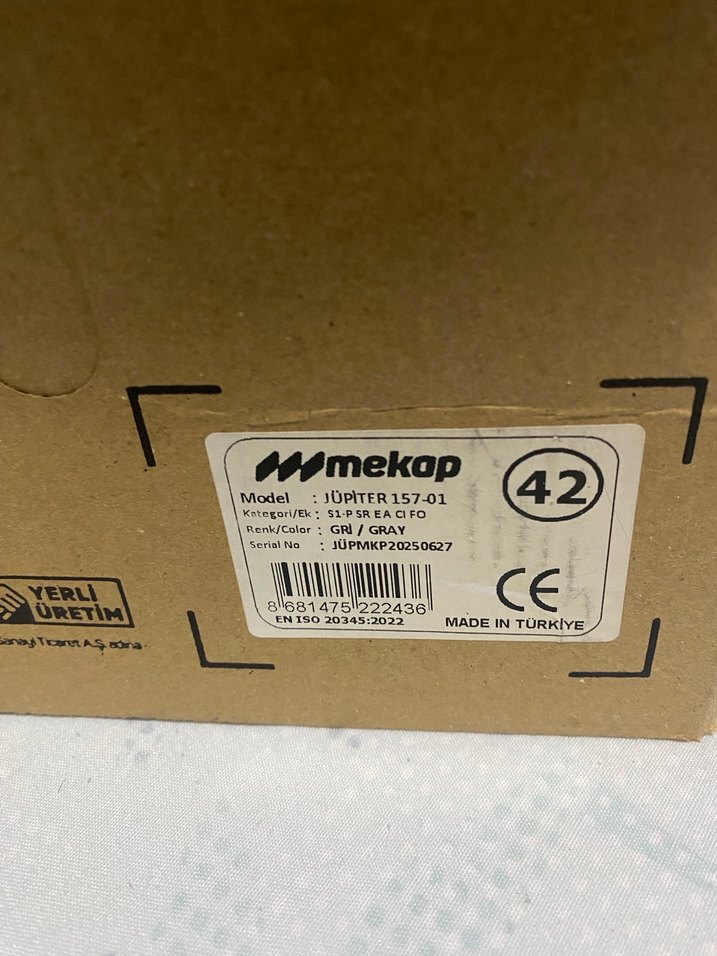 mekap
42
Model : JÜPİTER 157-01
Kategori/Ek : S1-P SR E A CI FO
Renk/Color : GRİ / GRAY
Serial No : JÜPMKP20250627
8 681475 222436
EN ISO 20345:2022
CE
MADE IN TÜRKİYE
YERLİ
ÜRETİM
Sanayi Ticaret A.Ş. adına